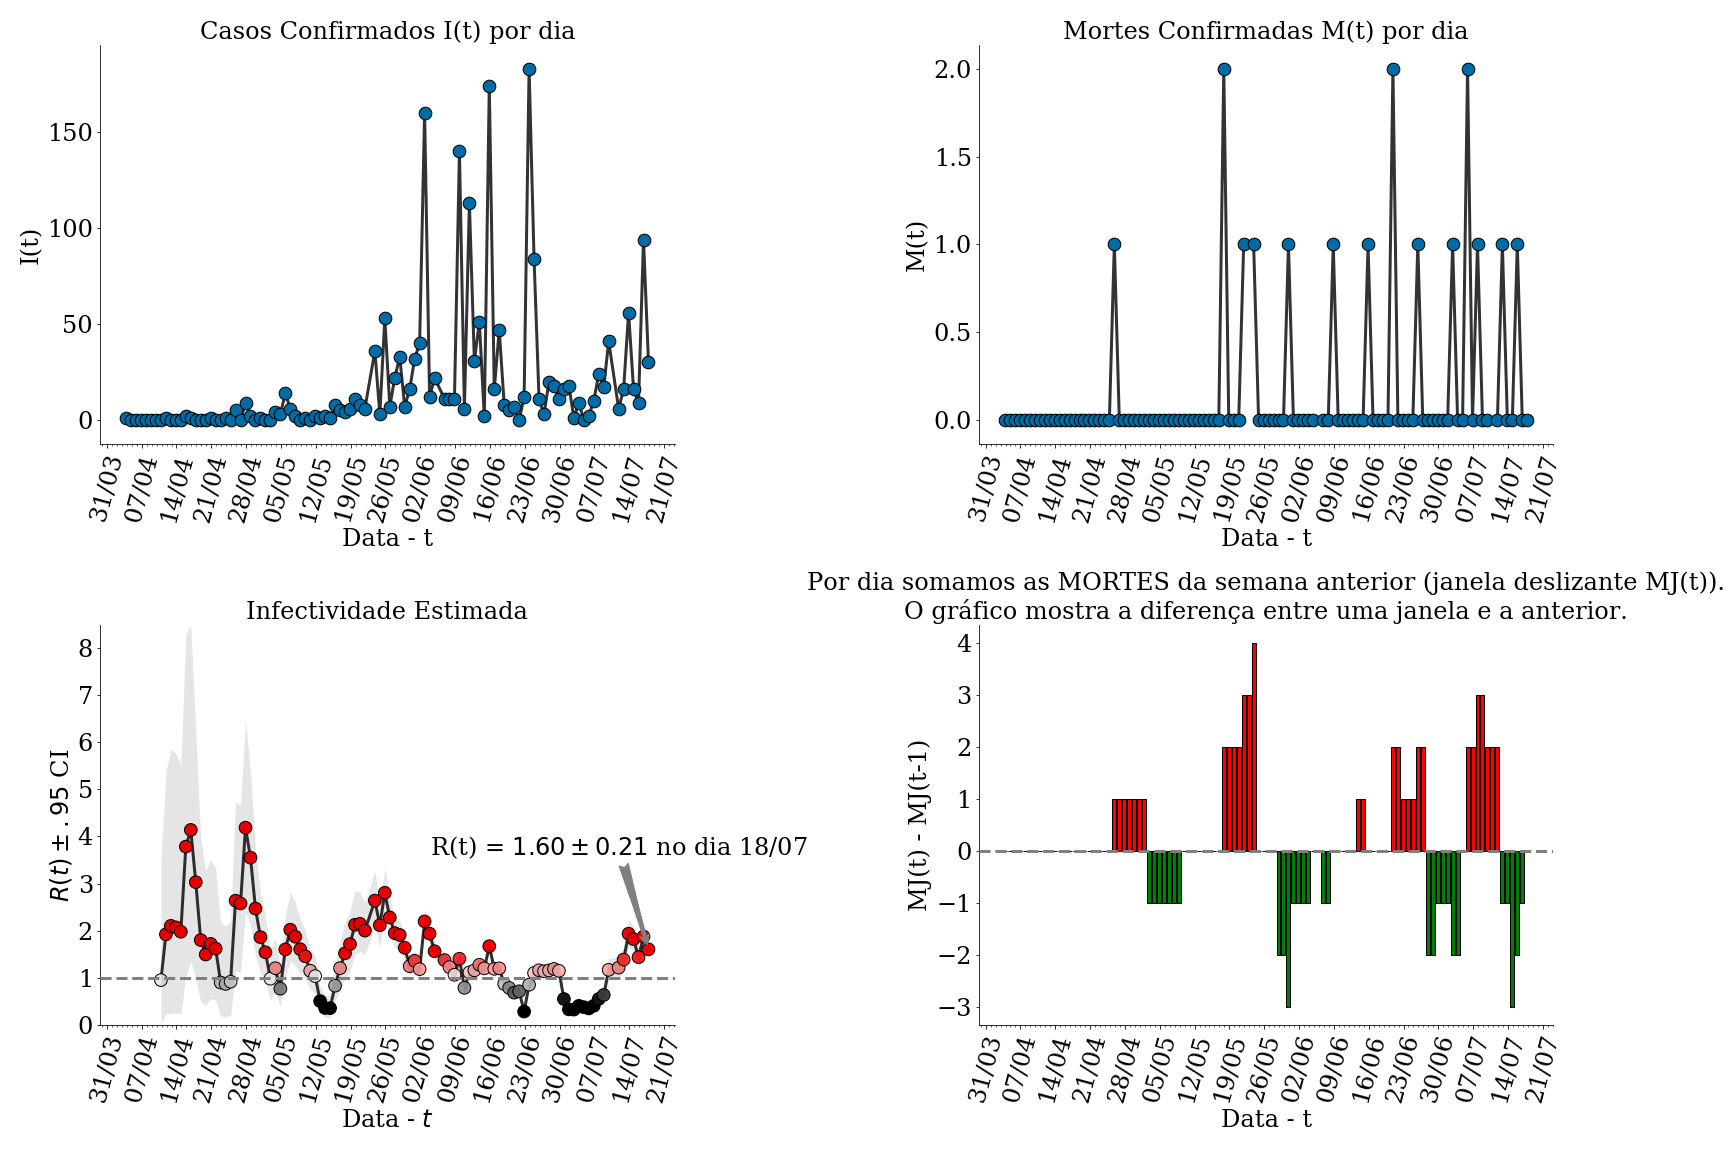 Casos Confirmados I(t) por dia
I(t)
150
100
50
0
31/03 07/04 14/04 21/04 28/04 05/05 12/05 19/05 26/05 02/06 09/06 16/06 23/06 30/06 07/07 14/07 21/07
Data - t
Mortes Confirmadas M(t) por dia
M(t)
2.0
1.5
1.0
0.5
0.0
31/03 07/04 14/04 21/04 28/04 05/05 12/05 19/05 26/05 02/06 09/06 16/06 23/06 30/06 07/07 14/07 21/07
Data - t
Infectividade Estimada
R(t) ± .95 CI
8
7
6
5
4
3
2
1
0
R(t) = 1.60 ± 0.21 no dia 18/07
31/03 07/04 14/04 21/04 28/04 05/05 12/05 19/05 26/05 02/06 09/06 16/06 23/06 30/06 07/07 14/07 21/07
Data - t
Por dia somamos as MORTES da semana anterior (janela deslizante MJ(t)).
O gráfico mostra a diferença entre uma janela e a anterior.
MJ(t) - MJ(t-1)
4
3
2
1
0
−1
−2
−3
31/03 07/04 14/04 21/04 28/04 05/05 12/05 19/05 26/05 02/06 09/06 16/06 23/06 30/06 07/07 14/07 21/07
Data - t